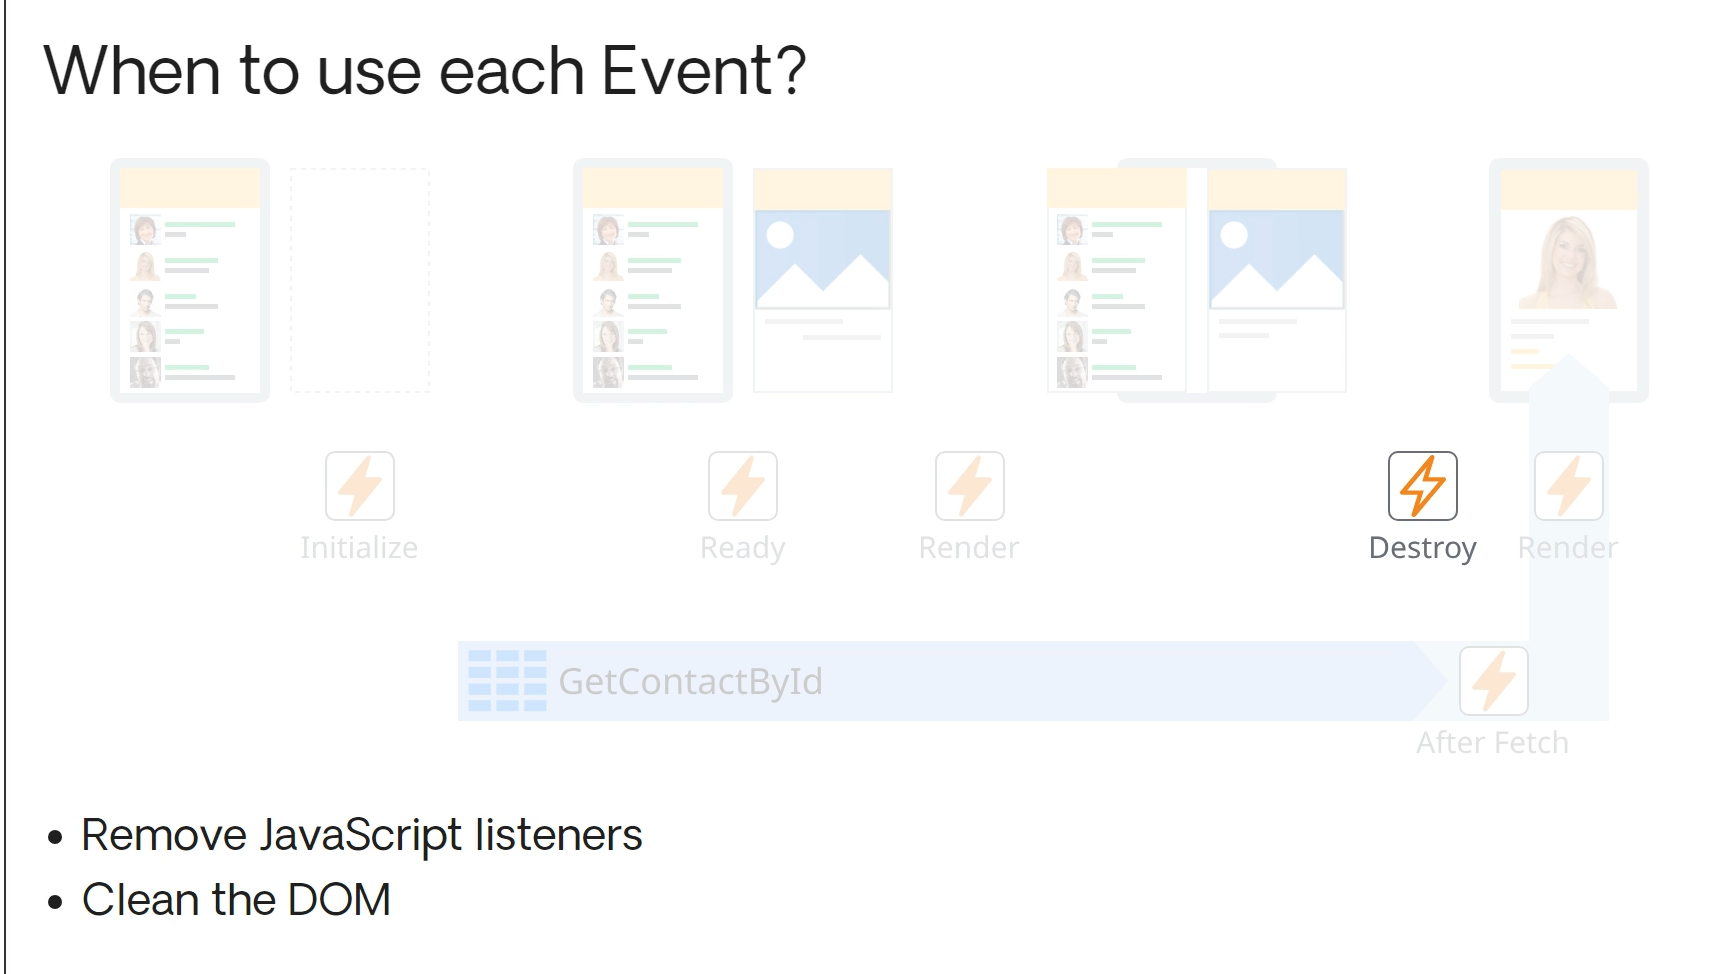 When to use each Event?
Initialize
Ready
Render
Destroy
Render
GetContactById
After Fetch
• Remove JavaScript listeners
• Clean the DOM